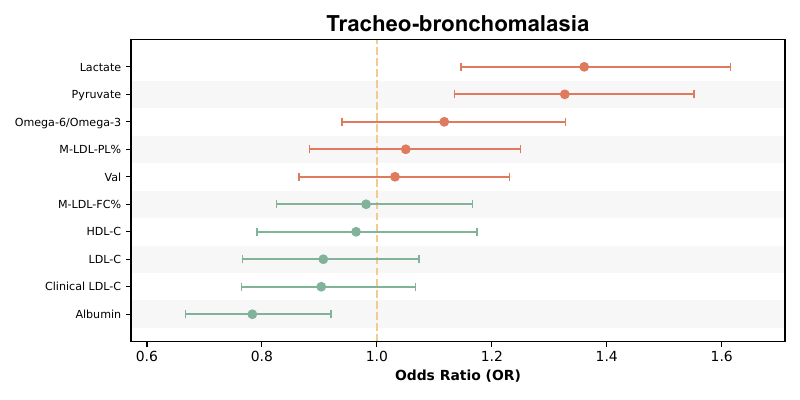 Tracheo-bronchomalasia
Lactate
Pyruvate
Omega-6/Omega-3
M-LDL-PL%
Val
M-LDL-FC%
HDL-C
LDL-C
Clinical LDL-C
Albumin
0.6 0.8 1.0 1.2 1.4 1.6
Odds Ratio (OR)